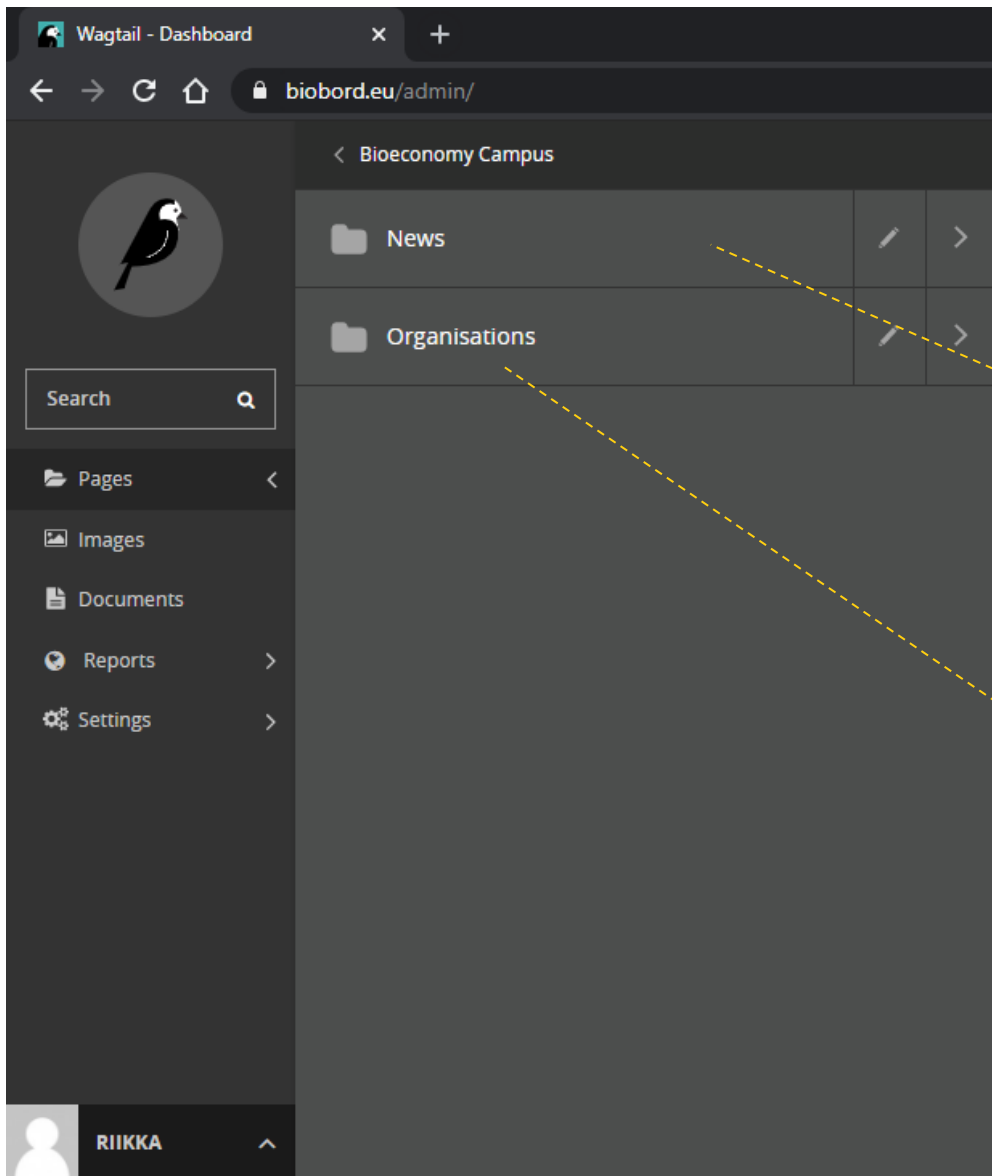 Wagtail - Dashboard
biobord.eu/admin/
Bioeconomy Campus
News
Organisations
Search
Pages
Images
Documents
Reports
Settings
RIIKKA